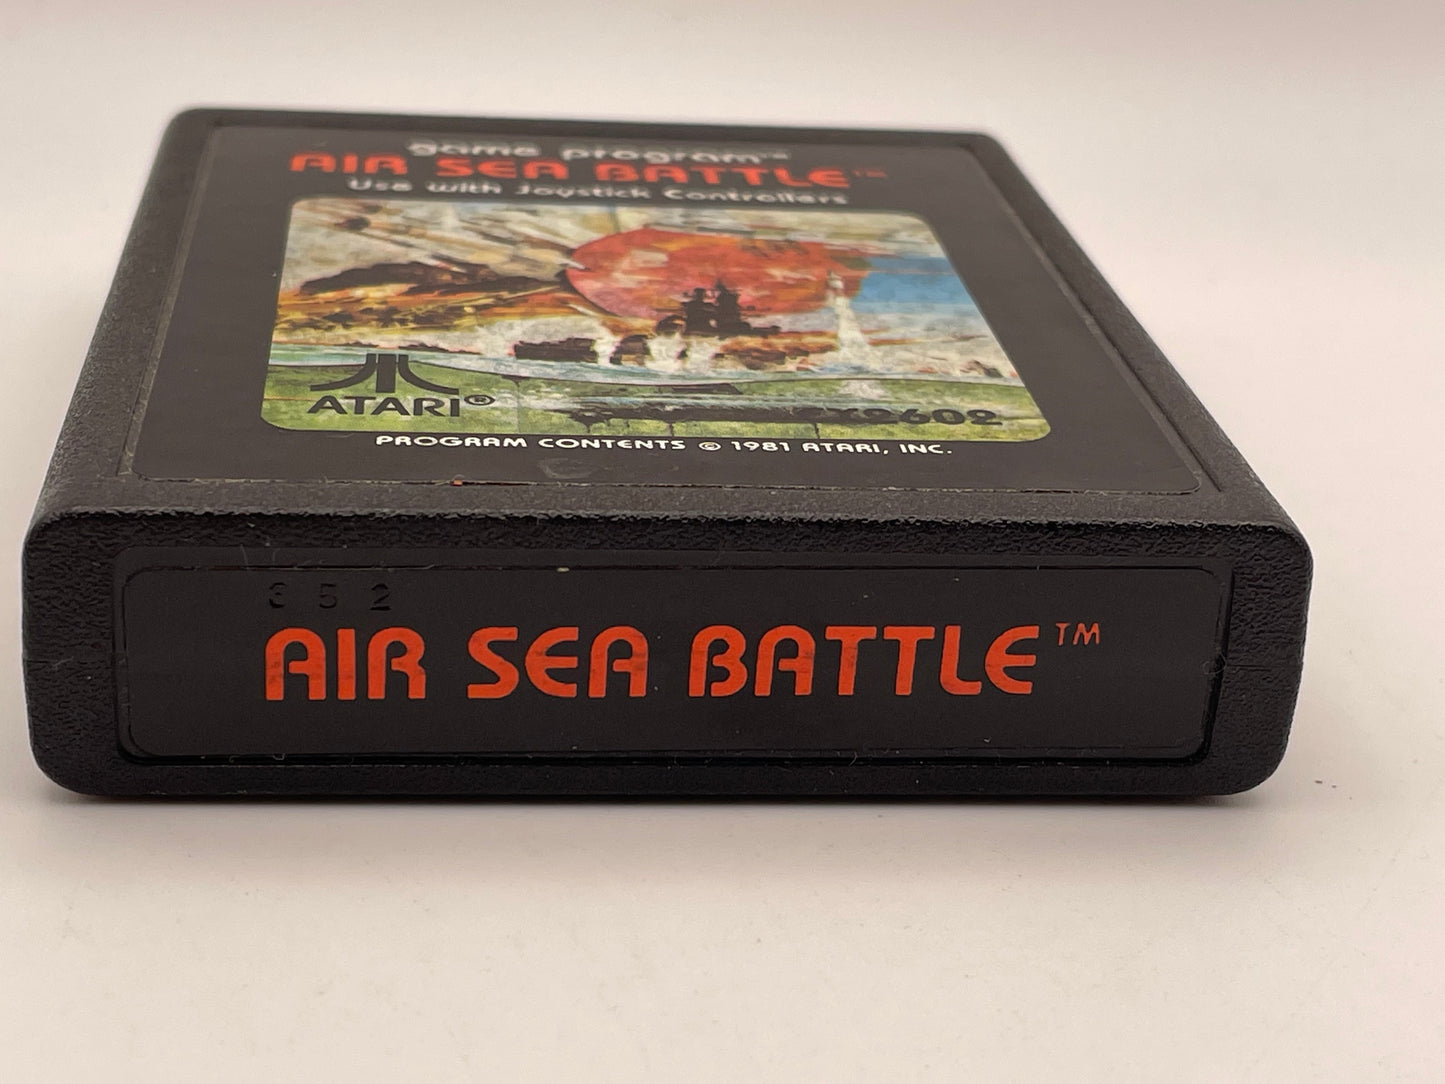 game program™
AIR SEA BATTLE™
Use with Joystick Controllers
ATARI®
CX2602
PROGRAM CONTENTS © 1981 ATARI, INC.
352
AIR SEA BATTLE™